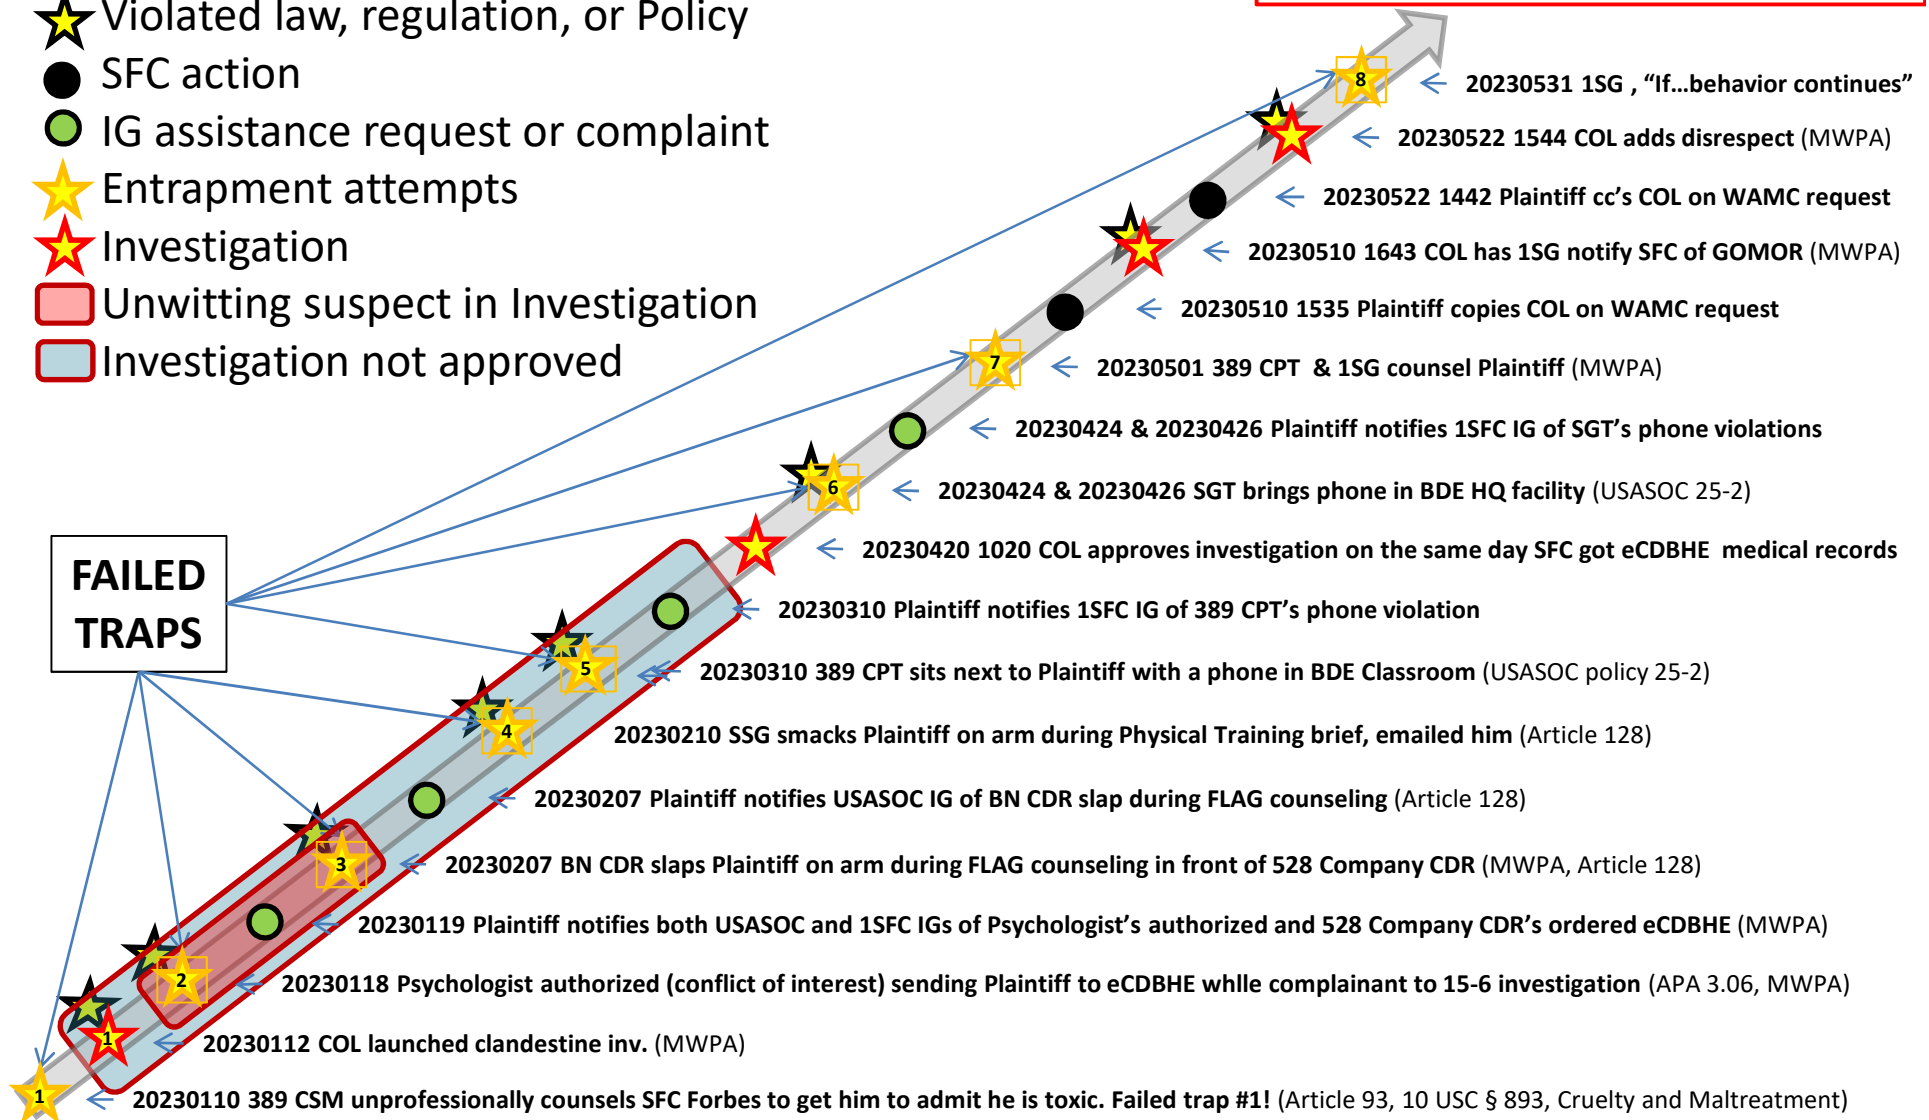 Violated law, regulation, or Policy
SFC action
IG assistance request or complaint
Entrapment attempts
Investigation
Unwitting suspect in Investigation
Investigation not approved
FAILED
TRAPS
8
20230531 1SG , “If…behavior continues”
20230522 1544 COL adds disrespect (MWPA)
20230522 1442 Plaintiff cc's COL on WAMC request
20230510 1643 COL has 1SG notify SFC of GOMOR (MWPA)
20230510 1535 Plaintiff copies COL on WAMC request
7
20230501 389 CPT & 1SG counsel Plaintiff (MWPA)
20230424 & 20230426 Plaintiff notifies 1SFC IG of SGT’s phone violations
6
20230424 & 20230426 SGT brings phone in BDE HQ facility (USASOC 25-2)
20230420 1020 COL approves investigation on the same day SFC got eCDBHE medical records
20230310 Plaintiff notifies 1SFC IG of 389 CPT’s phone violation
5
20230310 389 CPT sits next to Plaintiff with a phone in BDE Classroom (USASOC policy 25-2)
4
20230210 SSG smacks Plaintiff on arm during Physical Training brief, emailed him (Article 128)
20230207 Plaintiff notifies USASOC IG of BN CDR slap during FLAG counseling (Article 128)
3
20230207 BN CDR slaps Plaintiff on arm during FLAG counseling in front of 528 Company CDR (MWPA, Article 128)
20230119 Plaintiff notifies both USASOC and 1SFC IGs of Psychologist’s authorized and 528 Company CDR’s ordered eCDBHE (MWPA)
2
20230118 Psychologist authorized (conflict of interest) sending Plaintiff to eCDBHE whlle complainant to 15-6 investigation (APA 3.06, MWPA)
1
20230112 COL launched clandestine inv. (MWPA)
1
20230110 389 CSM unprofessionally counsels SFC Forbes to get him to admit he is toxic. Failed trap #1! (Article 93, 10 USC § 893, Cruelty and Maltreatment)